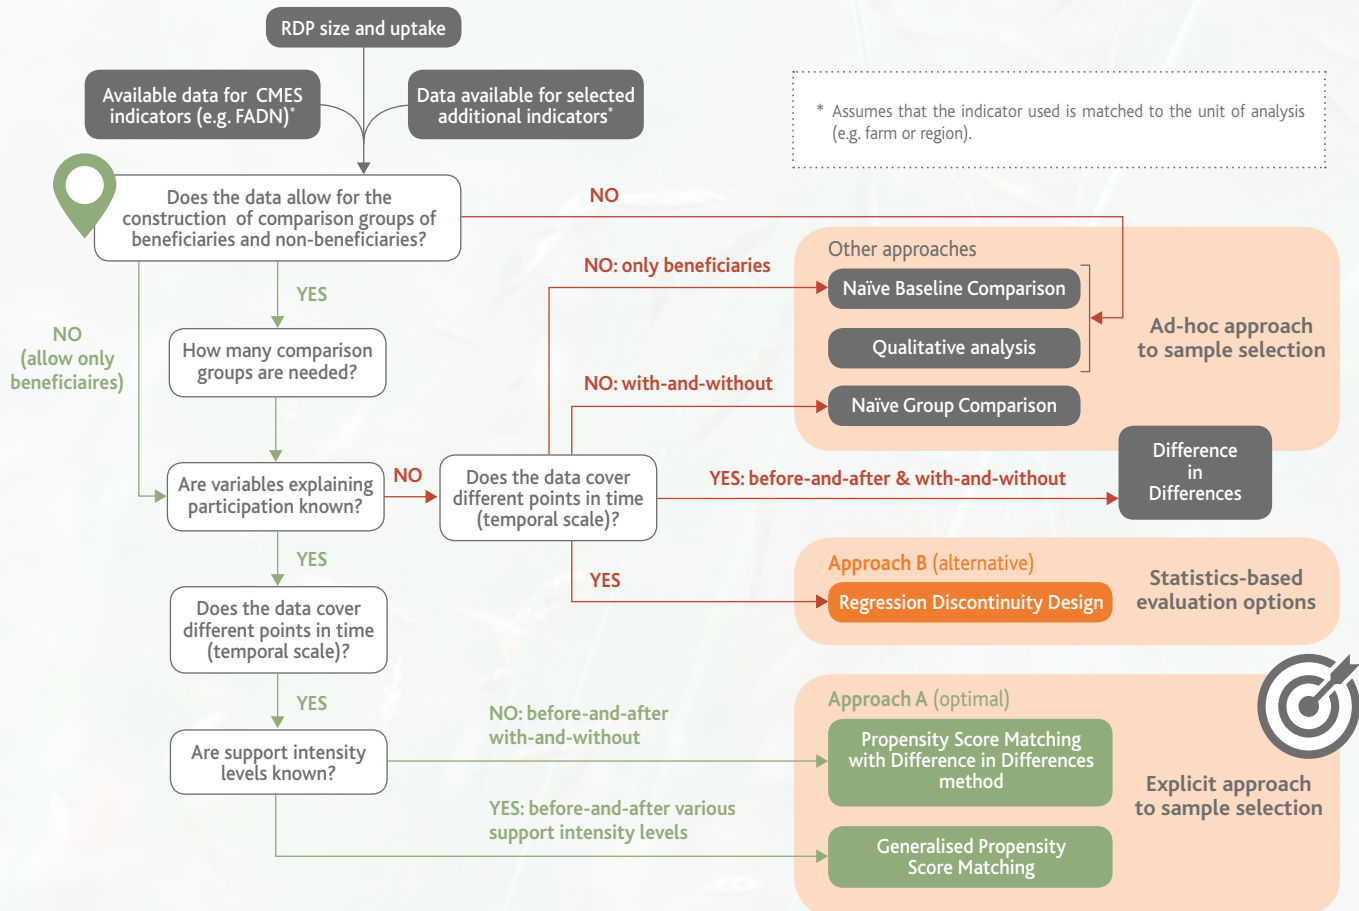 RDP size and uptake
Available data for CMES
indicators (e.g. FADN)*
Data available for selected
additional indicators*
* Assumes that the indicator used is matched to the unit of analysis
(e.g. farm or region).
Does the data allow for the
construction of comparison groups of
beneficiaries and non-beneficiaries?
NO
YES
NO
(allow only
beneficiaires)
How many comparison
groups are needed?
Are variables explaining
participation known?
NO
Does the data cover
different points in time
(temporal scale)?
NO: only beneficiaries
NO: with-and-without
YES: before-and-after & with-and-without
YES
Other approaches
Naïve Baseline Comparison
Qualitative analysis
Naïve Group Comparison
Ad-hoc approach
to sample selection
Difference
in
Differences
Approach B (alternative)
Regression Discontinuity Design
Statistics-based
evaluation options
YES
Does the data cover
different points in time
(temporal scale)?
YES
Are support intensity
levels known?
NO: before-and-after
with-and-without
YES: before-and-after various
support intensity levels
Approach A (optimal)
Propensity Score Matching
with Difference in Differences
method
Generalised Propensity
Score Matching
Explicit approach
to sample selection